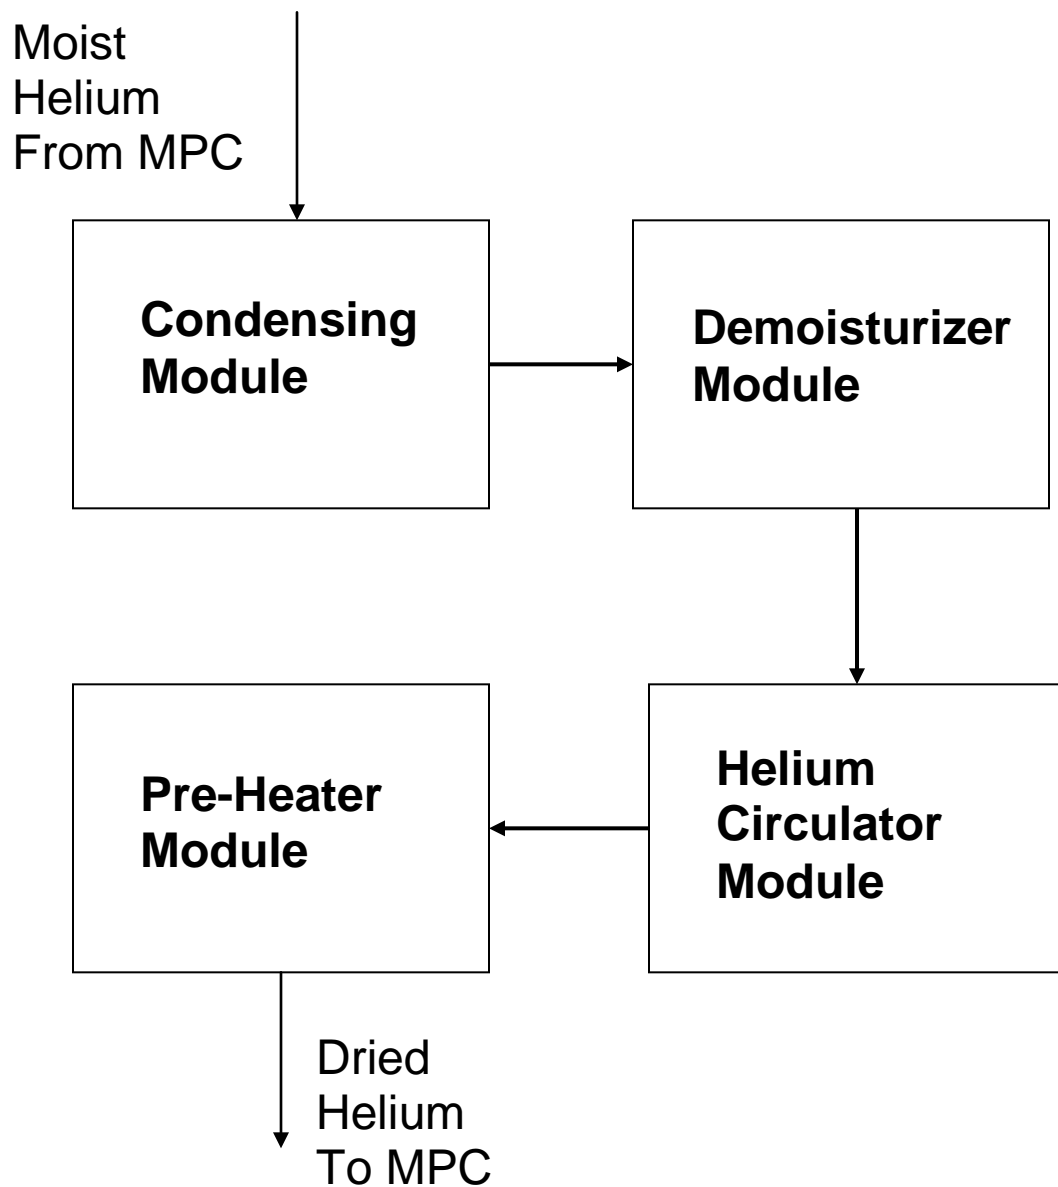 Moist
Helium
From MPC
Condensing
Module
Demoisturizer
Module
Helium
Circulator
Module
Pre-Heater
Module
Dried
Helium
To MPC